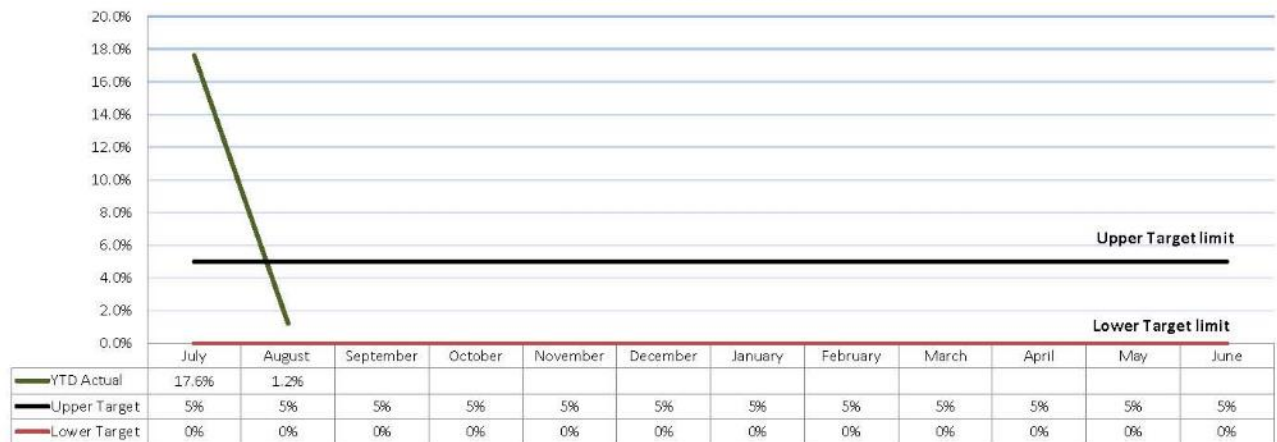 20.0%
18.0%
16.0%
14.0%
12.0%
10.0%
8.0%
6.0%
4.0%
2.0%
0.0%
Upper Target limit
Lower Target limit
July August September October November December January February March April May June
YTD Actual 17.6% 1.2%
Upper Target 5% 5% 5% 5% 5% 5% 5% 5% 5% 5% 5% 5%
Lower Target 0% 0% 0% 0% 0% 0% 0% 0% 0% 0% 0% 0%